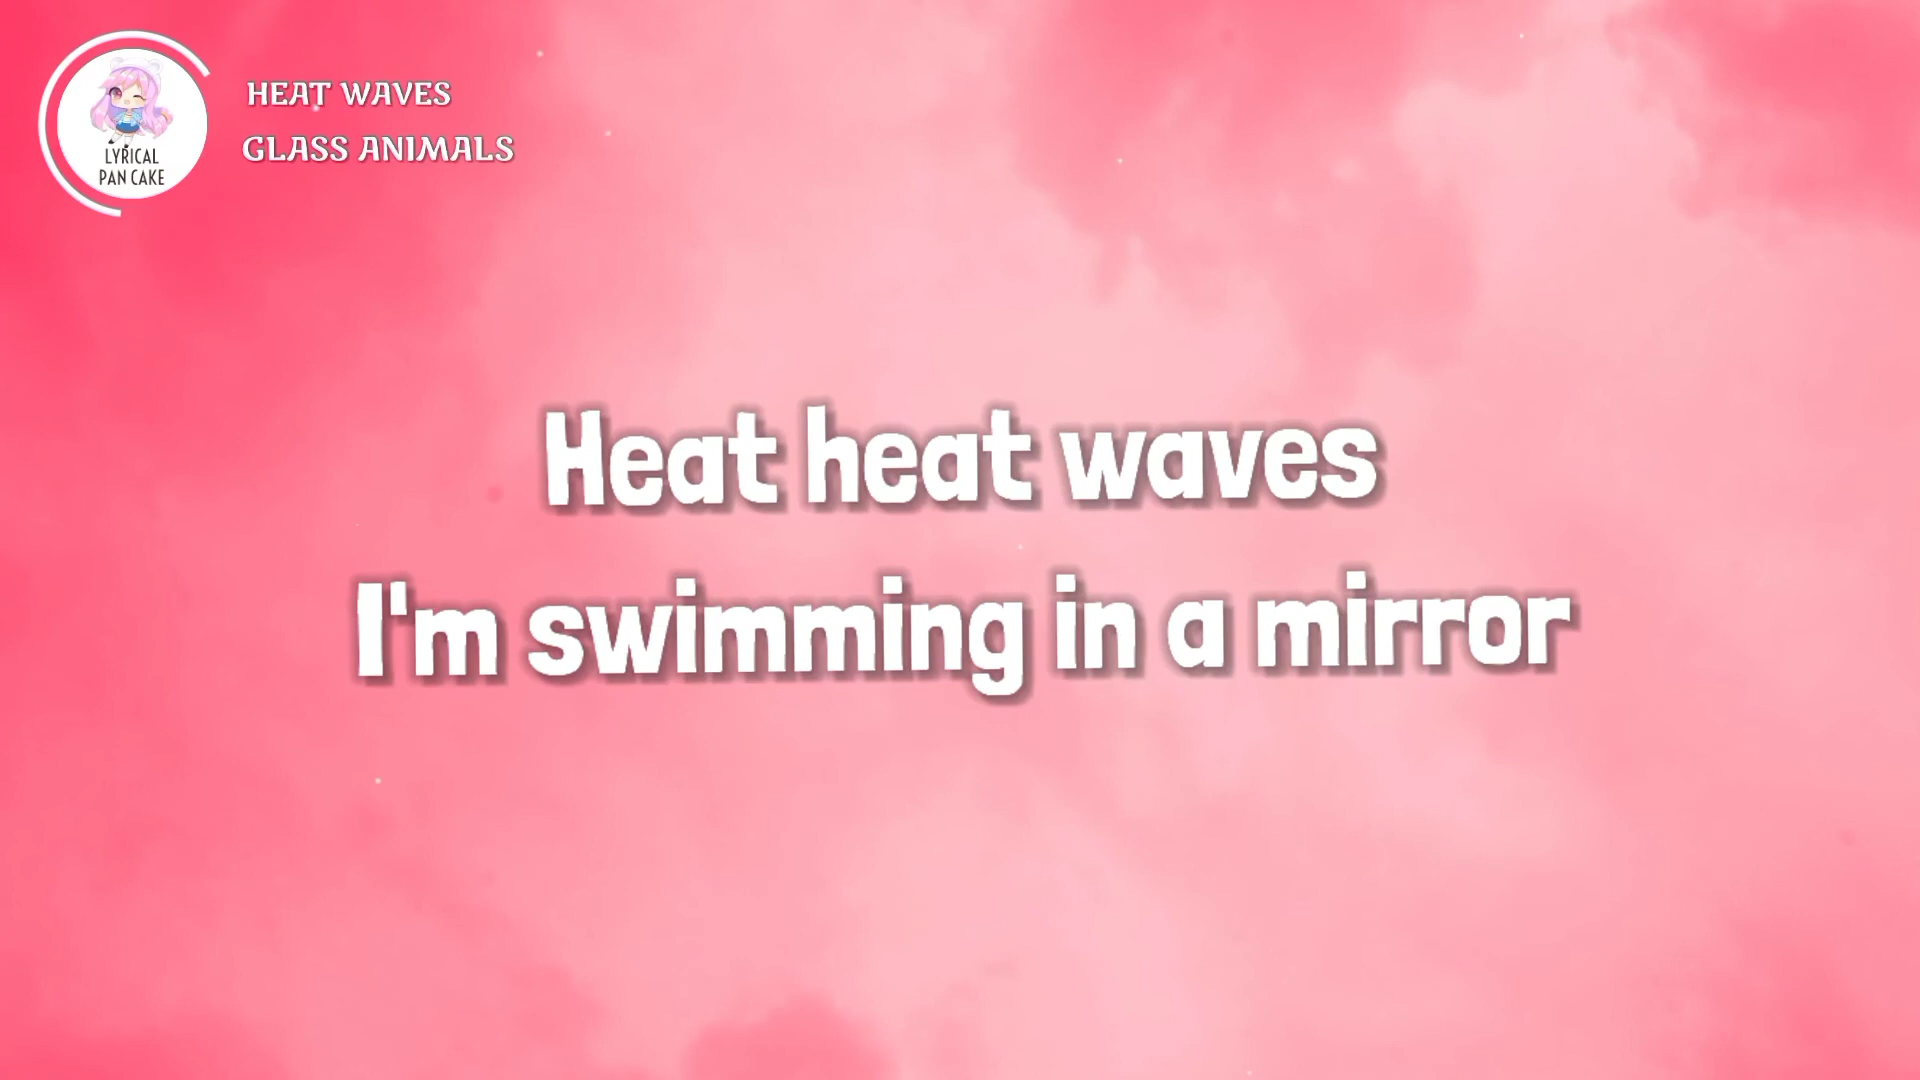 LYRICAL
PAN CAKE
HEAT WAVES
GLASS ANIMALS
Heat heat waves
I'm swimming in a mirror